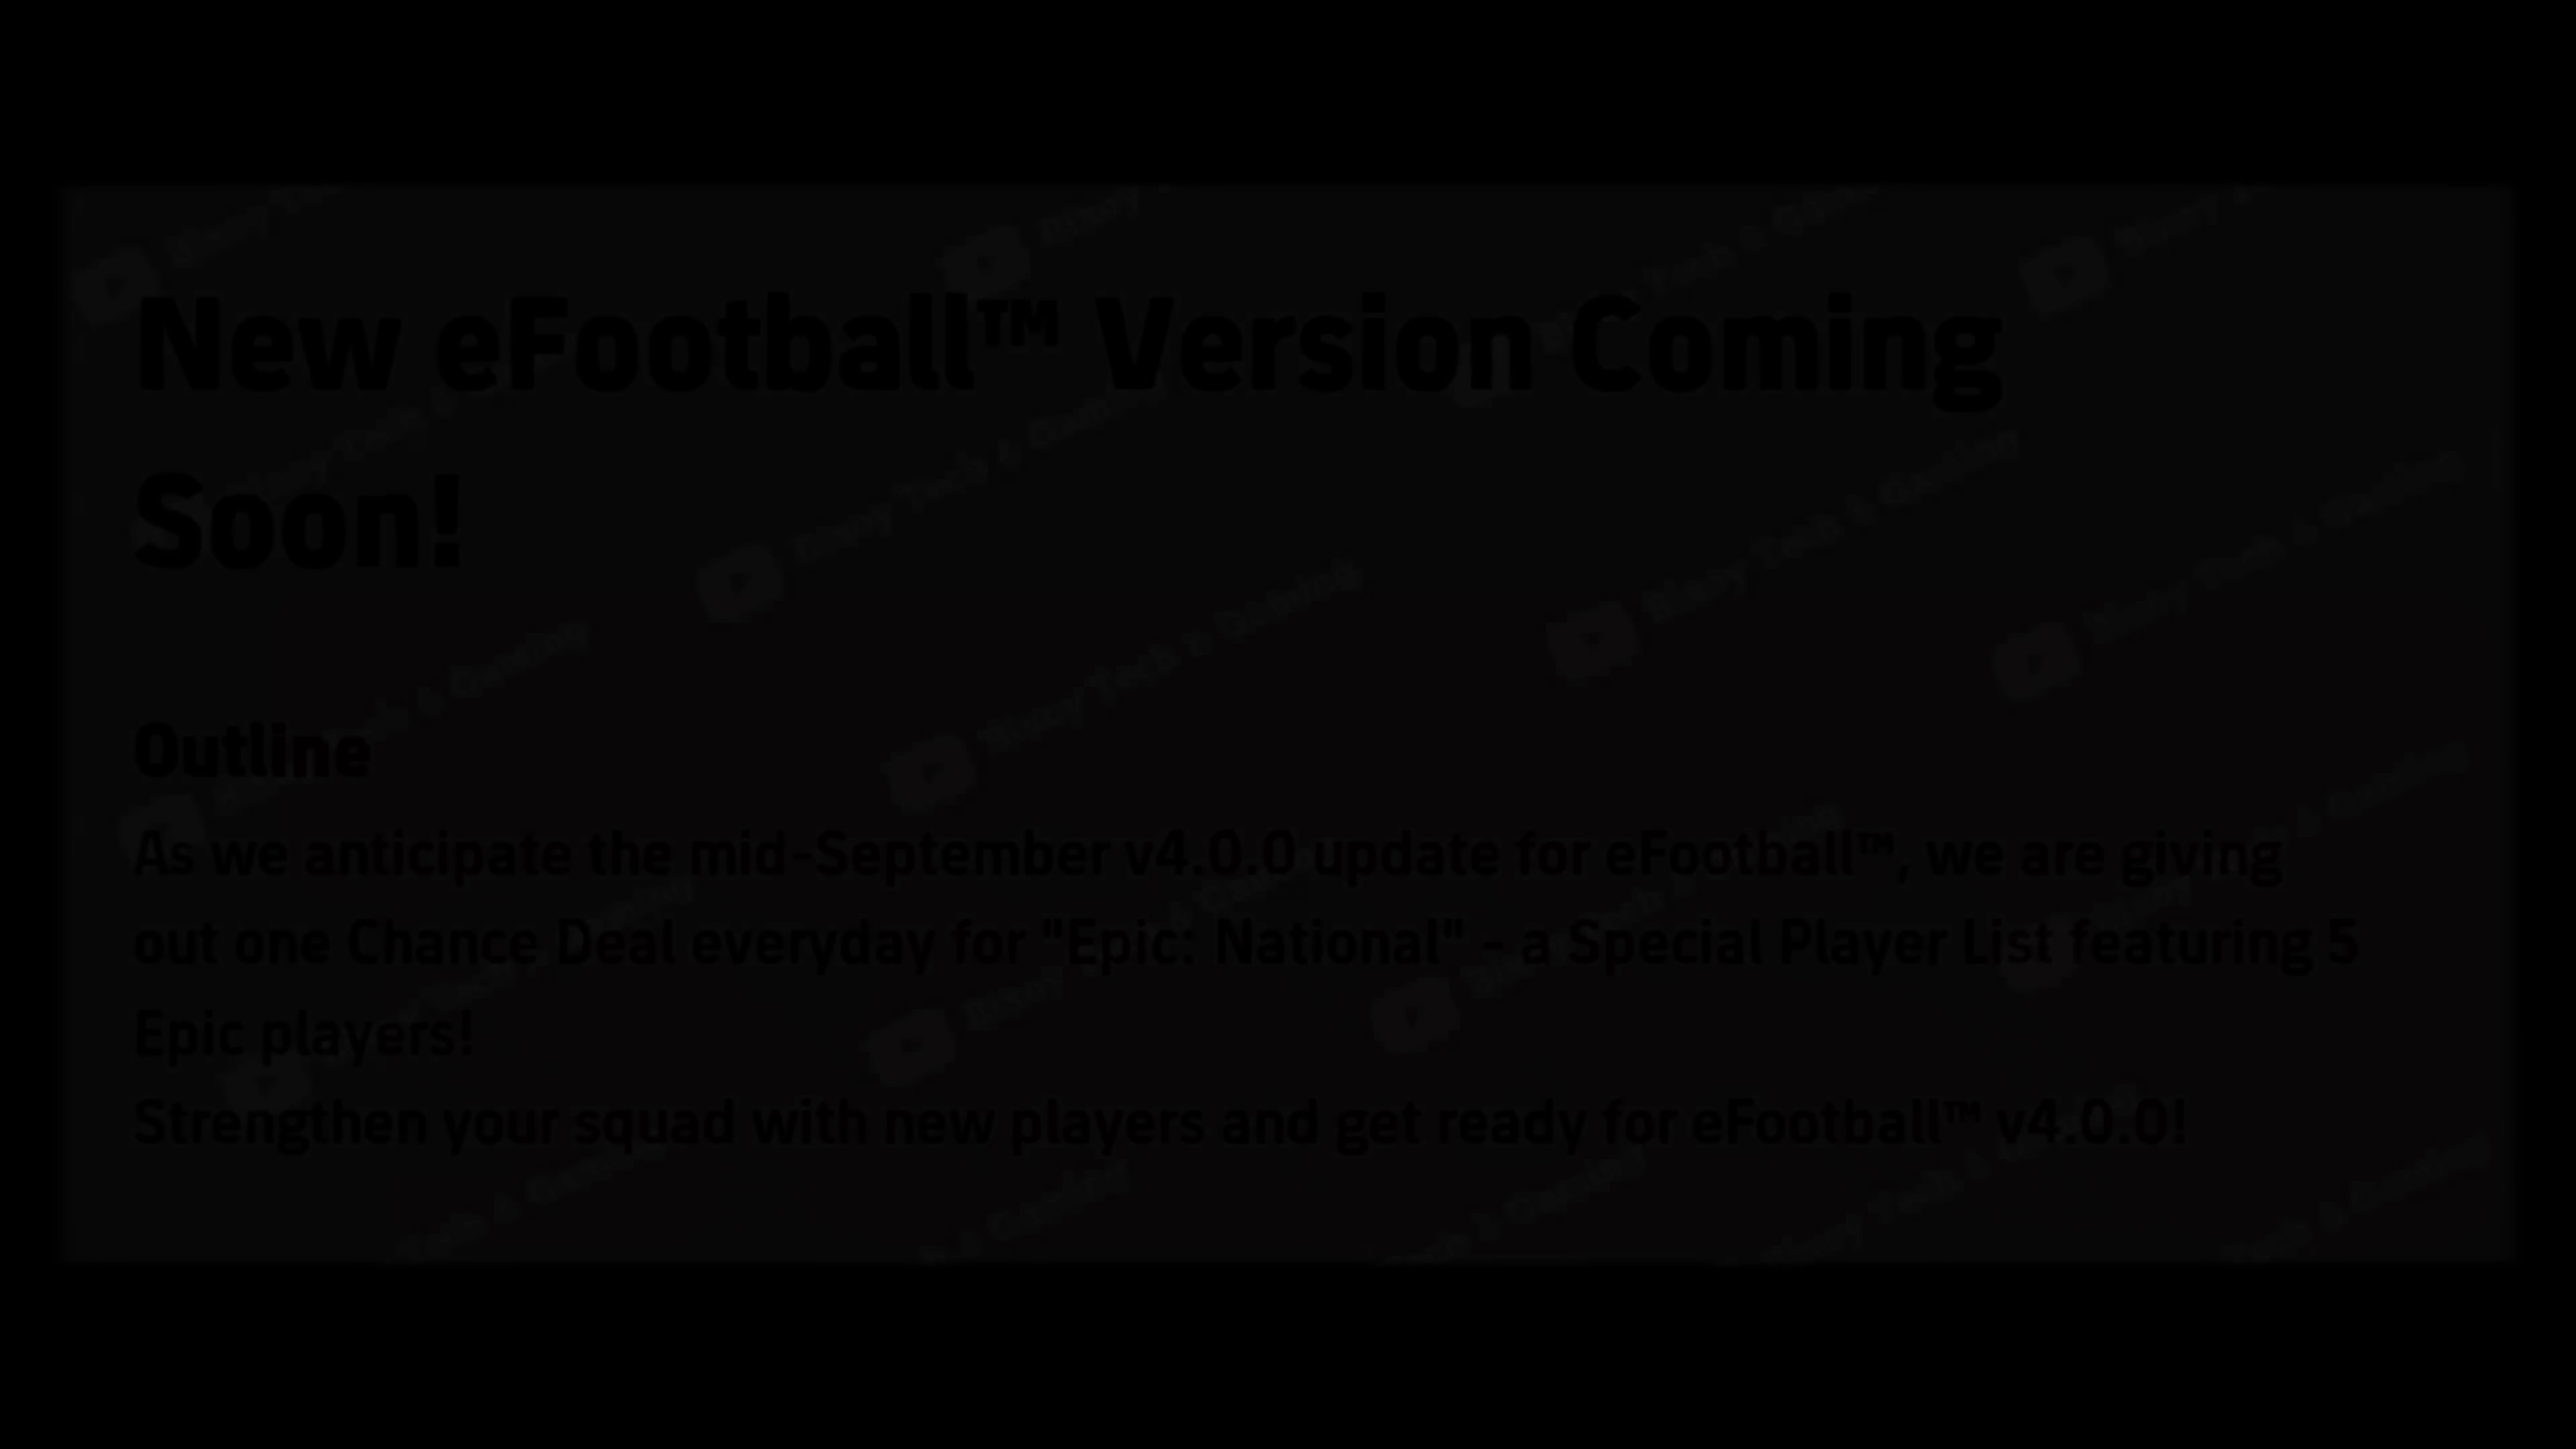 New eFootball™ Version Coming
Soon!
Outline
As we anticipate the mid-September v4.0.0 update for eFootball™, we are giving
out one Chance Deal everyday for "Epic: National" - a Special Player List featuring 5
Epic players!
Strengthen your squad with new players and get ready for eFootball™ v4.0.0!